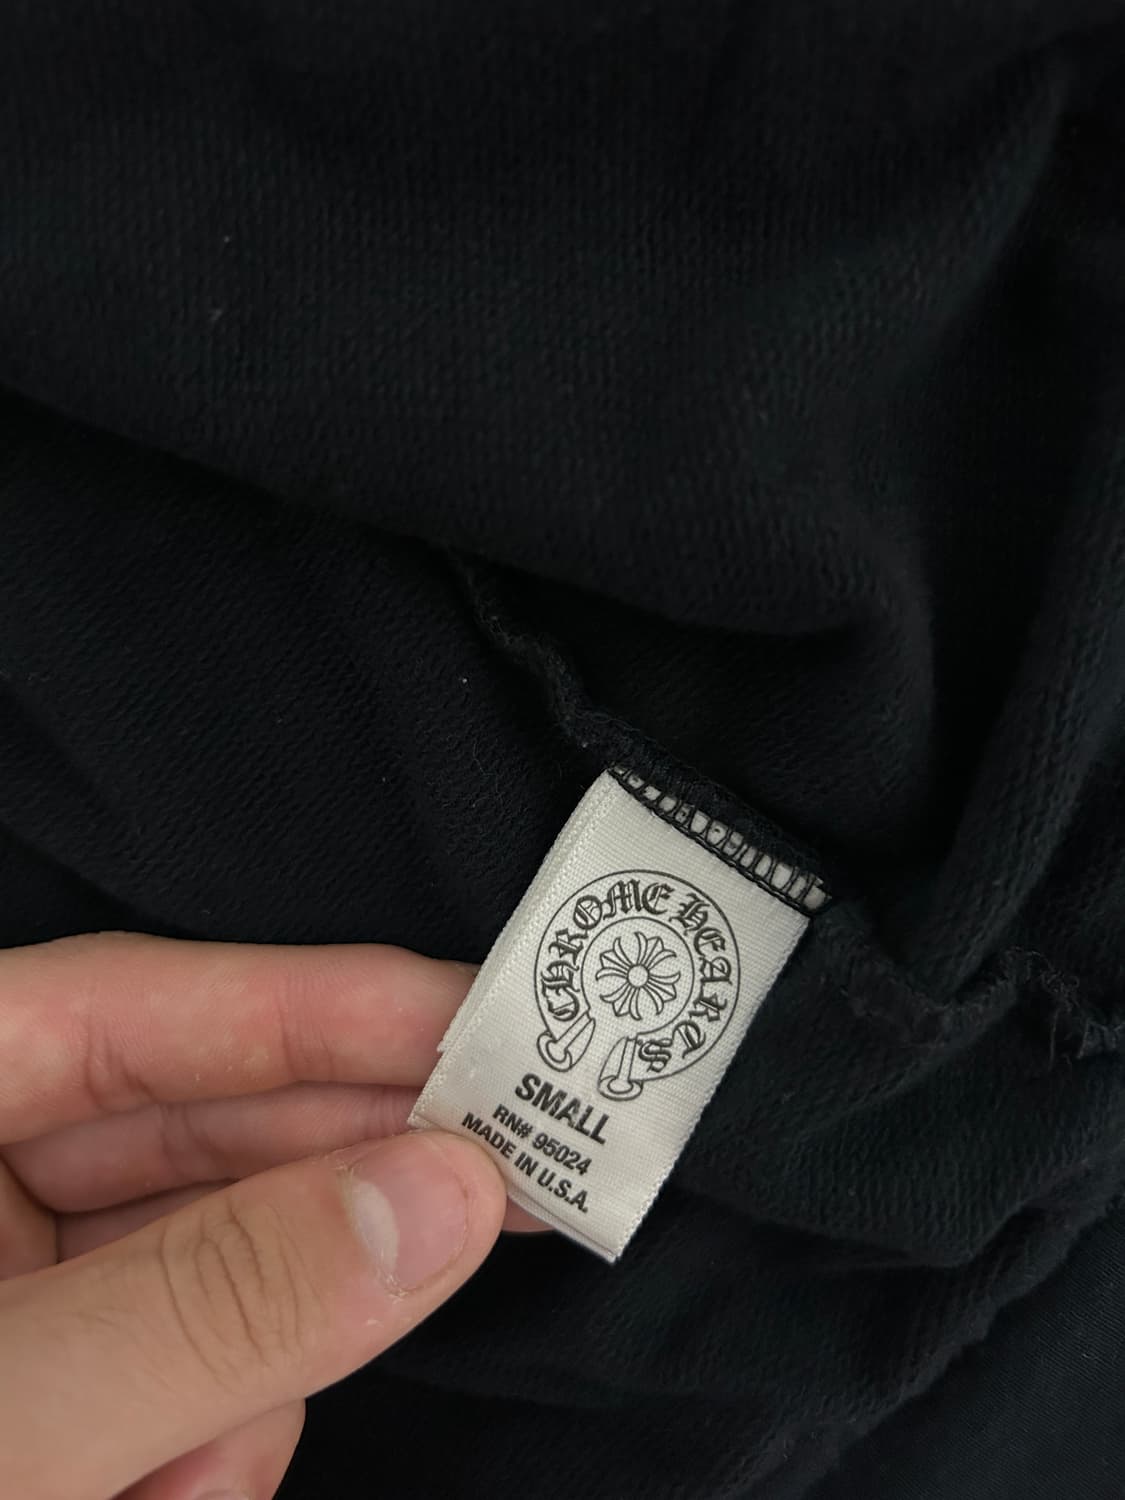 CHROME HEARTS
SMALL
RN# 95024
MADE IN U.S.A.